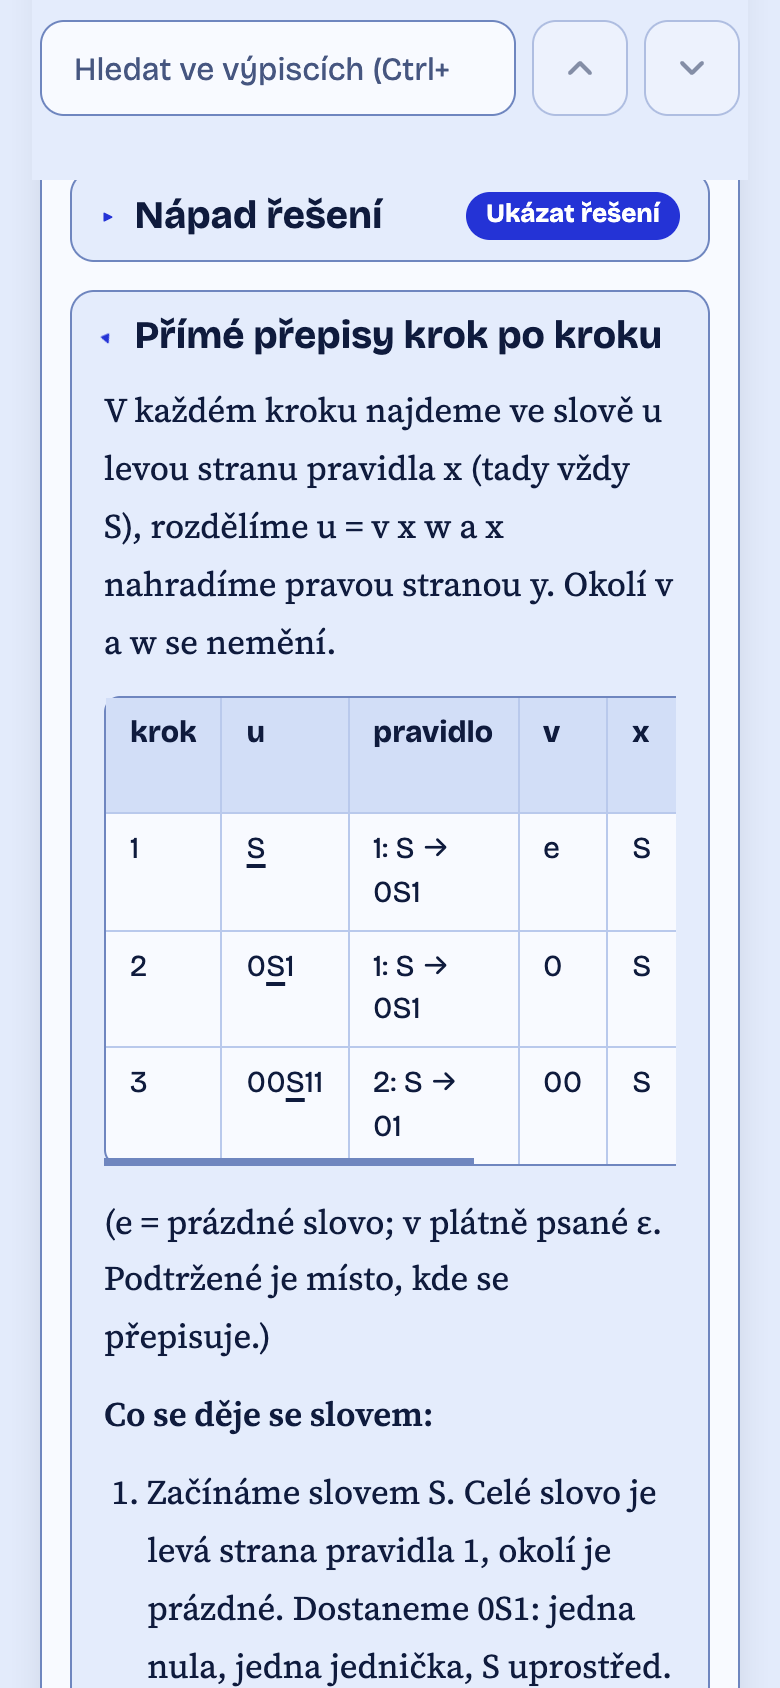 Hledat ve výpiscích (Ctrl+
Nápad řešení Ukázat řešení
Přímé přepisy krok po kroku
V každém kroku najdeme ve slově u
levou stranu pravidla x (tady vždy
S), rozdělíme u = v x w a x
nahradíme pravou stranou y. Okolí v
a w se nemění.
krok u pravidlo v x
1 S 1: S → e S
0S1
2 0S1 1: S → 0 S
0S1
3 00S11 2: S → 00 S
01
(e = prázdné slovo; v plátně psané ε.
Podtržené je místo, kde se
přepisuje.)
Co se děje se slovem:
1. Začínáme slovem S. Celé slovo je
levá strana pravidla 1, okolí je
prázdné. Dostaneme 0S1: jedna
nula, jedna jednička, S uprostřed.